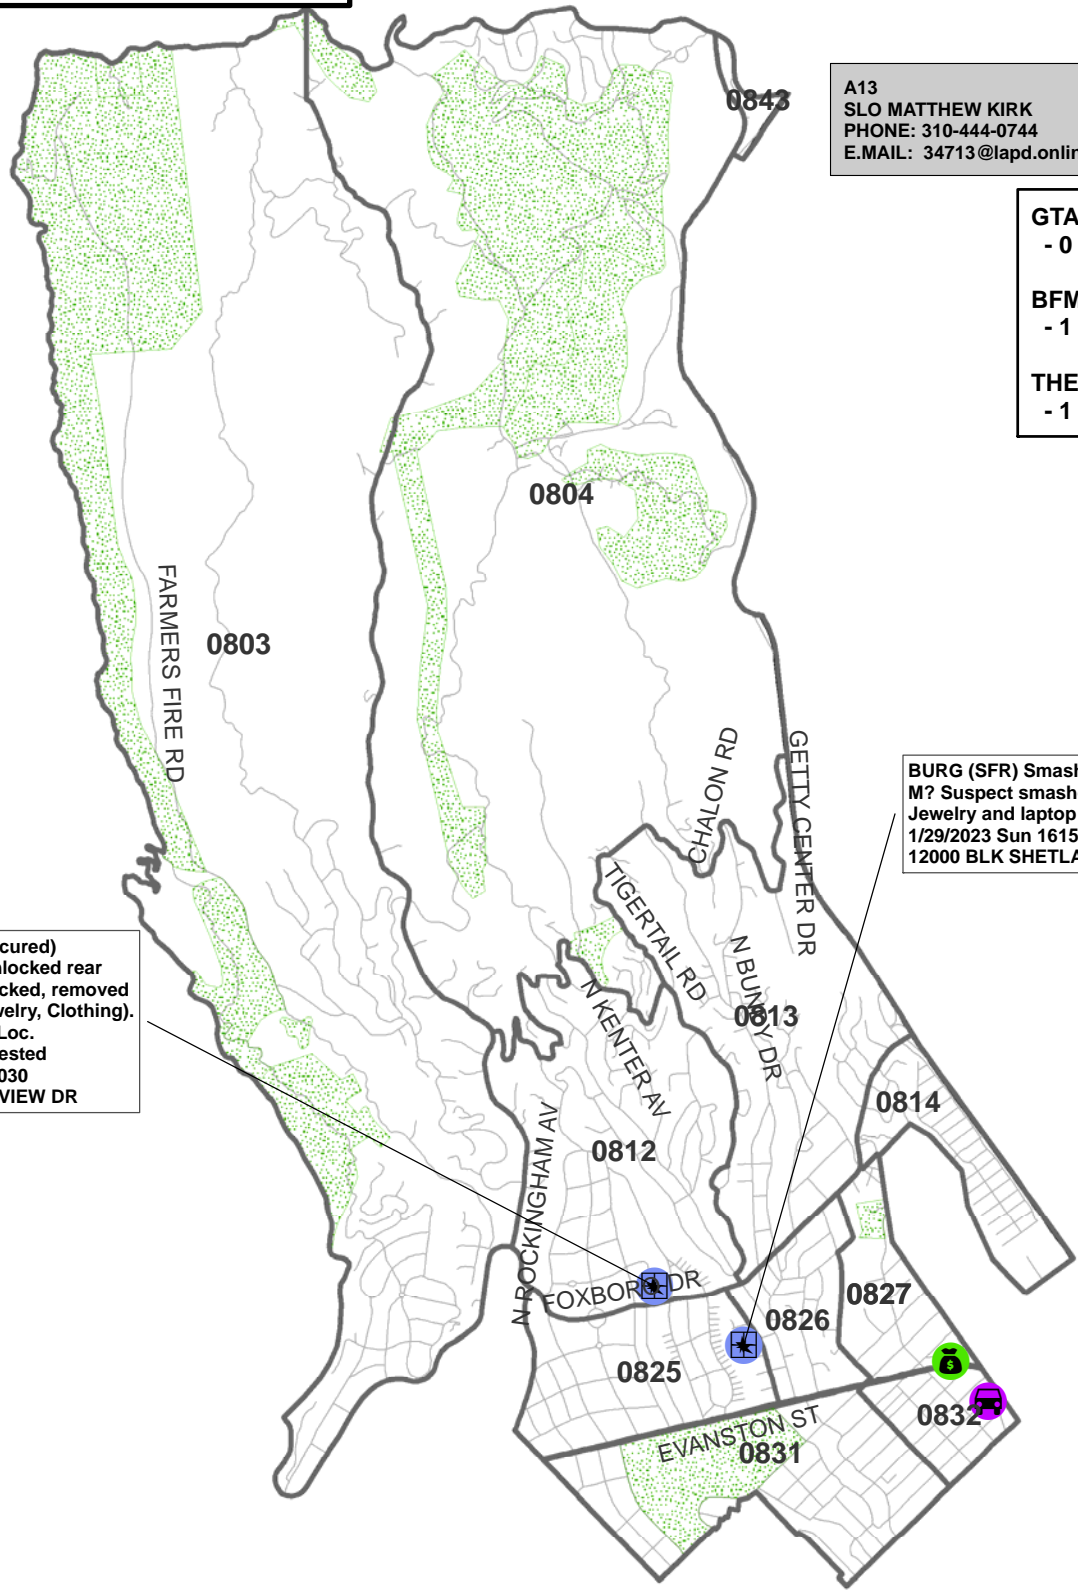 0843
A13
SLO MATTHEW KIRK
PHONE: 310-444-0744
E.MAIL: 34713@lapd.onlin
GTA
- 0
BFM
- 1
THE
- 1
0804
FARMERS FIRE RD
0803
CHALON RD
GETTY CENTER DR
BURG (SFR) Smash
M? Suspect smash
Jewelry and laptop
1/29/2023 Sun 1615
12000 BLK SHETLA
TIGERTAIL RD
N BUNDY DR
0813
N KENTER AV
cured)
nlocked rear
cked, removed
welry, Clothing).
Loc.
ested
030
VIEW DR
0814
N ROCKINGHAM AV
0812
FOXBORO DR
0827
0826
0825
0832
EVANSTON ST
0831
$